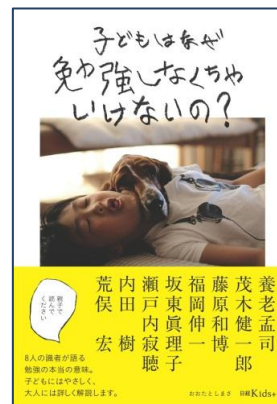 子どもはなぜ
勉強しなくちゃ
いけないの?
養老孟司
茂木健一郎
藤原和博
福岡伸一
坂東眞理子
瀬戸内寂聴
内田 樹
荒俣 宏
親子で
読んで
ください
8人の識者が語る
勉強の本当の意味。
子どもにはやさしく、
大人には詳しく解説します。
おおたとしまさ 日経Kids+